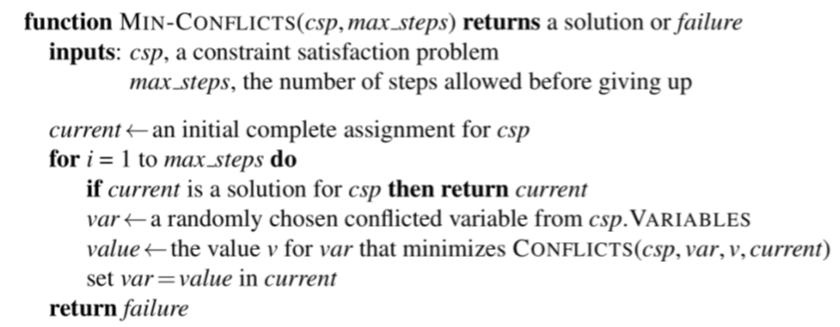 function MIN-CONFLICTS(csp, max_steps) returns a solution or failure
inputs: csp, a constraint satisfaction problem
max_steps, the number of steps allowed before giving up
current ← an initial complete assignment for csp
for i = 1 to max_steps do
if current is a solution for csp then return current
var ← a randomly chosen conflicted variable from csp.VARIABLES
value ← the value v for var that minimizes CONFLICTS(csp, var, v, current)
set var = value in current
return failure